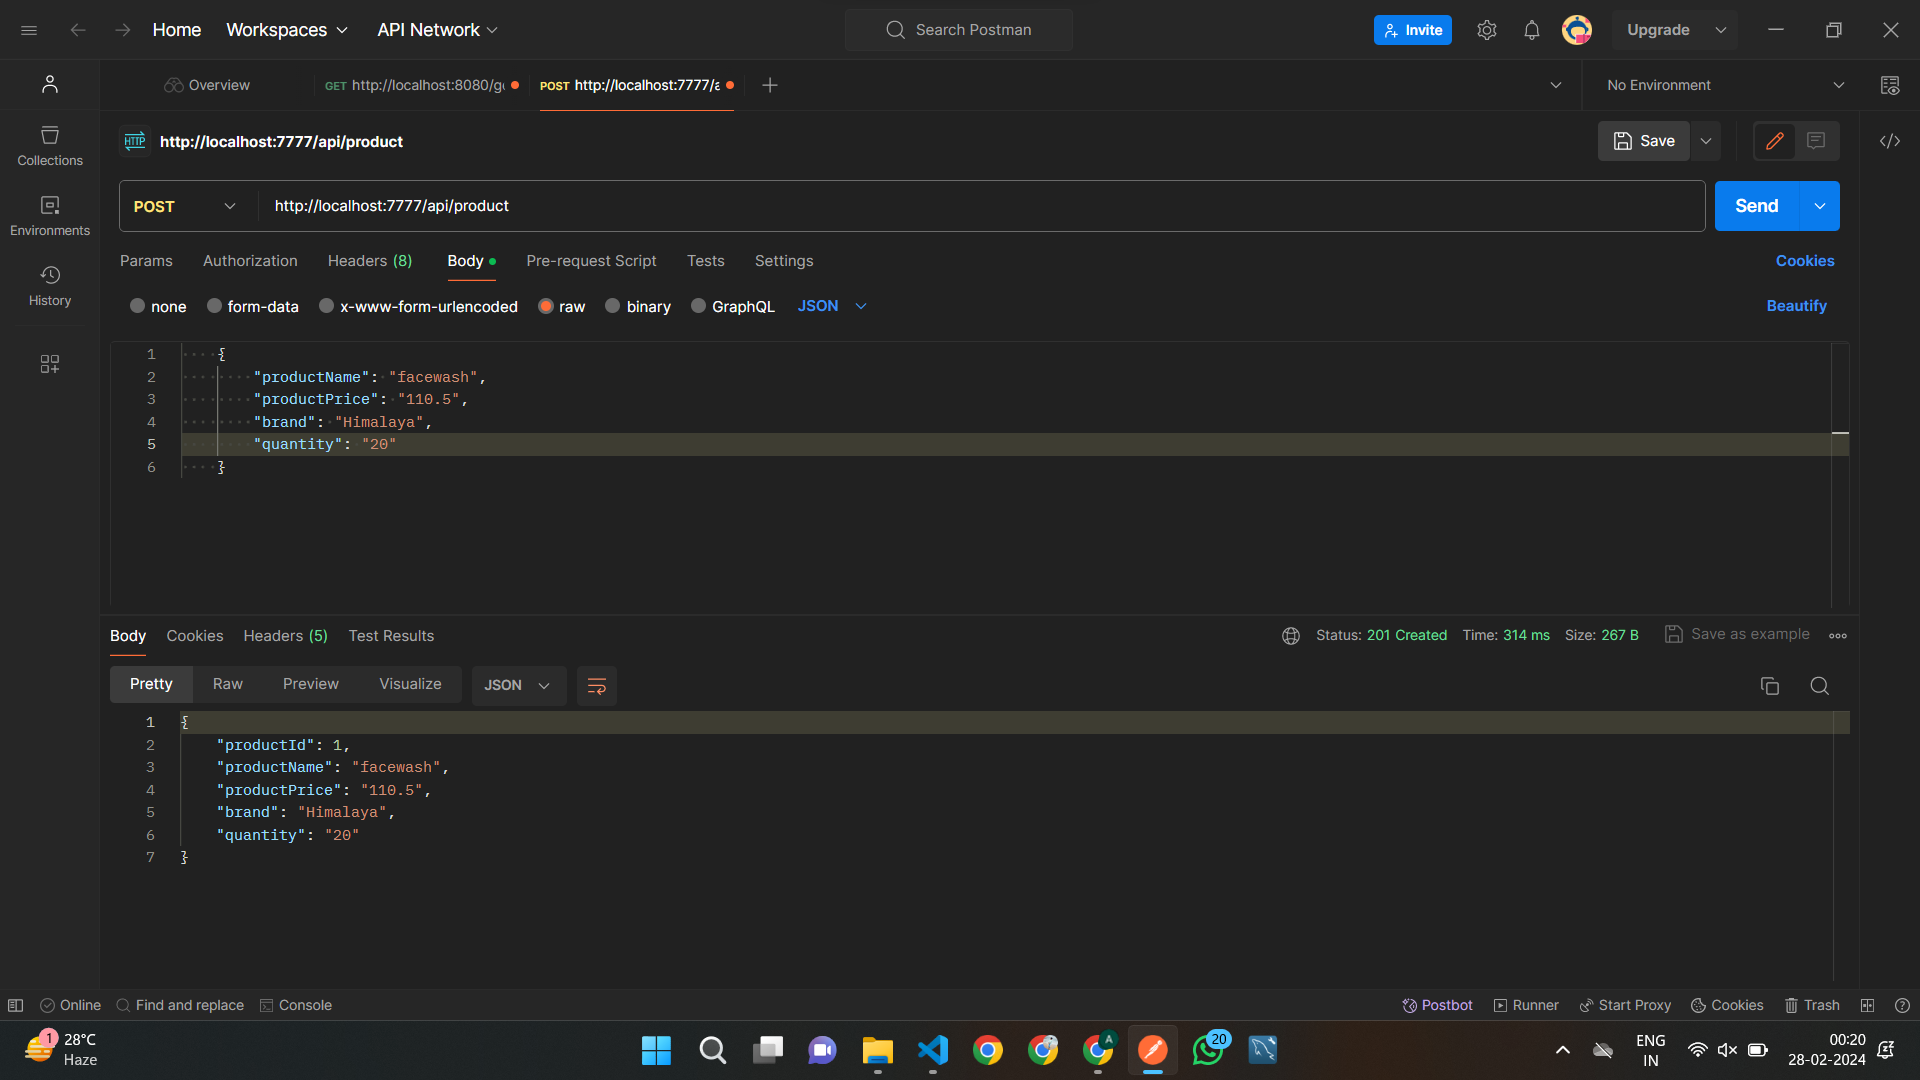 Home Workspaces API Network Search Postman Invite Upgrade
Overview GET http://localhost:8080/g POST http://localhost:7777/a No Environment
HTTP http://localhost:7777/api/product Save
Collections
POST http://localhost:7777/api/product Send
Environments
Params Authorization Headers (8) Body Pre-request Script Tests Settings Cookies
History
none form-data x-www-form-urlencoded raw binary GraphQL JSON Beautify
1 {
2 "productName": "facewash",
3 "productPrice": "110.5",
4 "brand": "Himalaya",
5 "quantity": "20"
6 }
Body Cookies Headers (5) Test Results Status: 201 Created Time: 314 ms Size: 267 B Save as example
Pretty Raw Preview Visualize JSON
1 {
2 "productId": 1,
3 "productName": "facewash",
4 "productPrice": "110.5",
5 "brand": "Himalaya",
6 "quantity": "20"
7 }
Online Find and replace Console Postbot Runner Start Proxy Cookies Trash
1 28°C
Haze
A
20
ENG
IN
00:20
28-02-2024